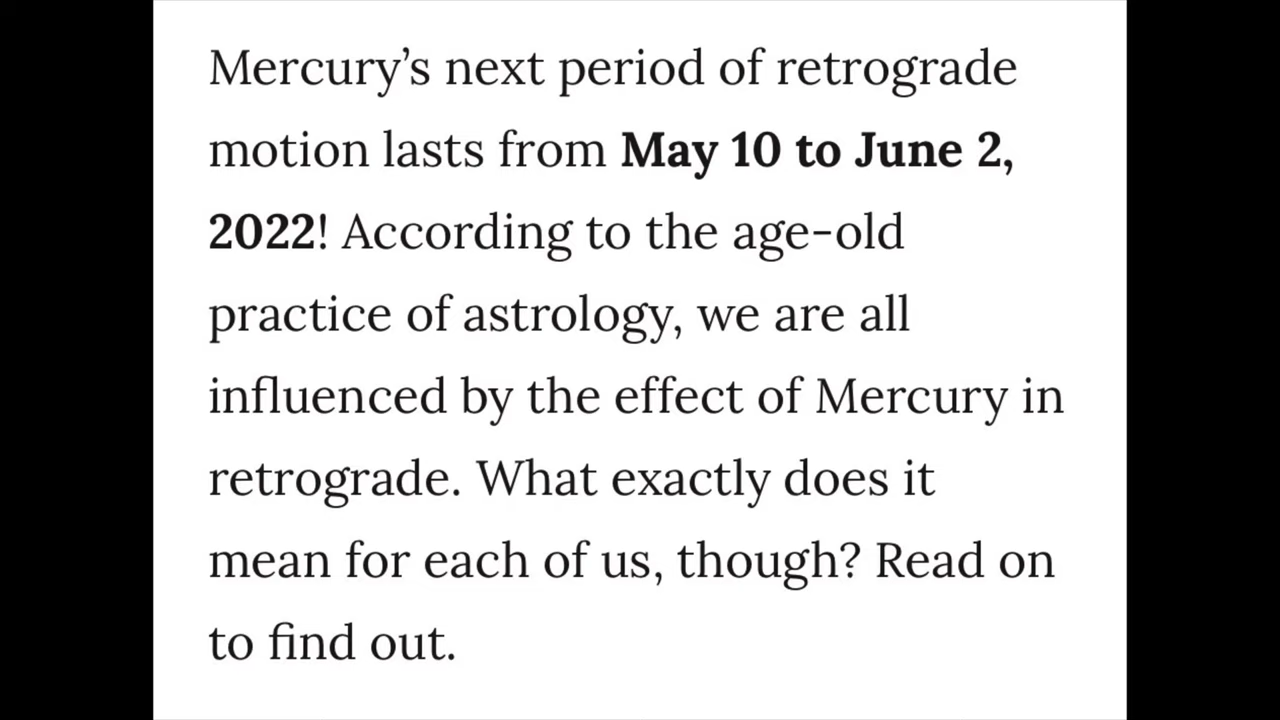 Mercury’s next period of retrograde
motion lasts from May 10 to June 2,
2022! According to the age-old
practice of astrology, we are all
influenced by the effect of Mercury in
retrograde. What exactly does it
mean for each of us, though? Read on
to find out.